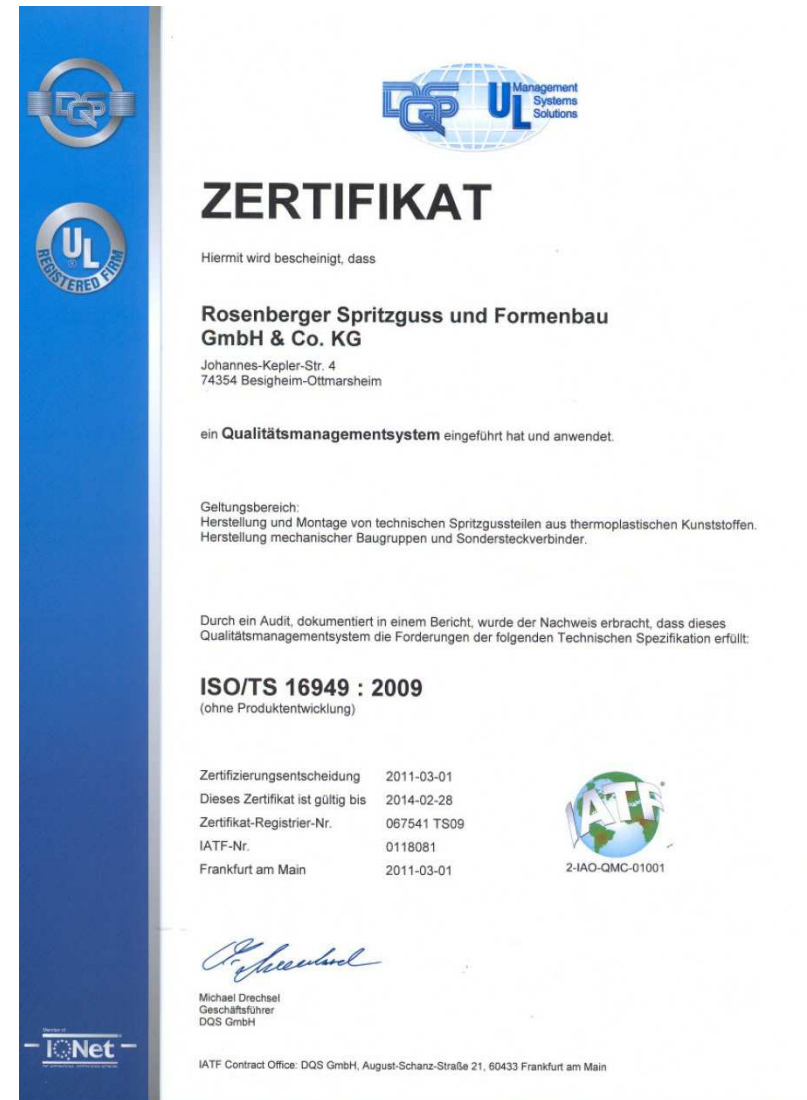 DQS
UL
Management
Systems
Solutions
DQS
UL
REGISTERED FIRM
ZERTIFIKAT
Hiermit wird bescheinigt, dass
Rosenberger Spritzguss und Formenbau
GmbH & Co. KG
Johannes-Kepler-Str. 4
74354 Besigheim-Ottmarsheim
ein Qualitätsmanagementsystem eingeführt hat und anwendet.
Geltungsbereich:
Herstellung und Montage von technischen Spritzgussteilen aus thermoplastischen Kunststoffen.
Herstellung mechanischer Baugruppen und Sondersteckverbinder.
Durch ein Audit, dokumentiert in einem Bericht, wurde der Nachweis erbracht, dass dieses
Qualitätsmanagementsystem die Forderungen der folgenden Technischen Spezifikation erfüllt:
ISO/TS 16949 : 2009
(ohne Produktentwicklung)
Zertifizierungsentscheidung 2011-03-01
Dieses Zertifikat ist gültig bis 2014-02-28
Zertifikat-Registrier-Nr. 067541 TS09
IATF-Nr. 0118081
Frankfurt am Main 2011-03-01
IATF
2-IAO-QMC-01001
Michael Drechsel
Geschäftsführer
DQS GmbH
Member of
IQNet
IATF Contract Office: DQS GmbH, August-Schanz-Straße 21, 60433 Frankfurt am Main